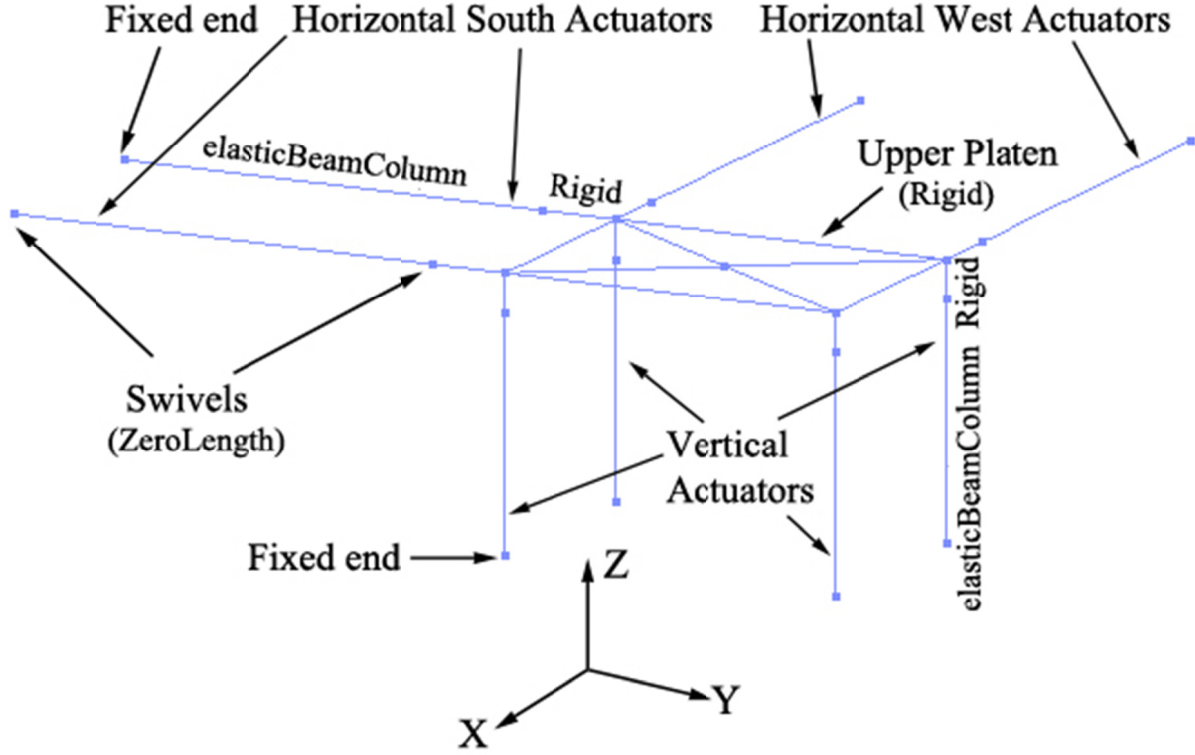 Fixed end
Horizontal South Actuators
Horizontal West Actuators
elasticBeamColumn
Rigid
Upper Platen
(Rigid)
Swivels
(ZeroLength)
Vertical
Actuators
elasticBeamColumn Rigid
Fixed end
Z
Y
X